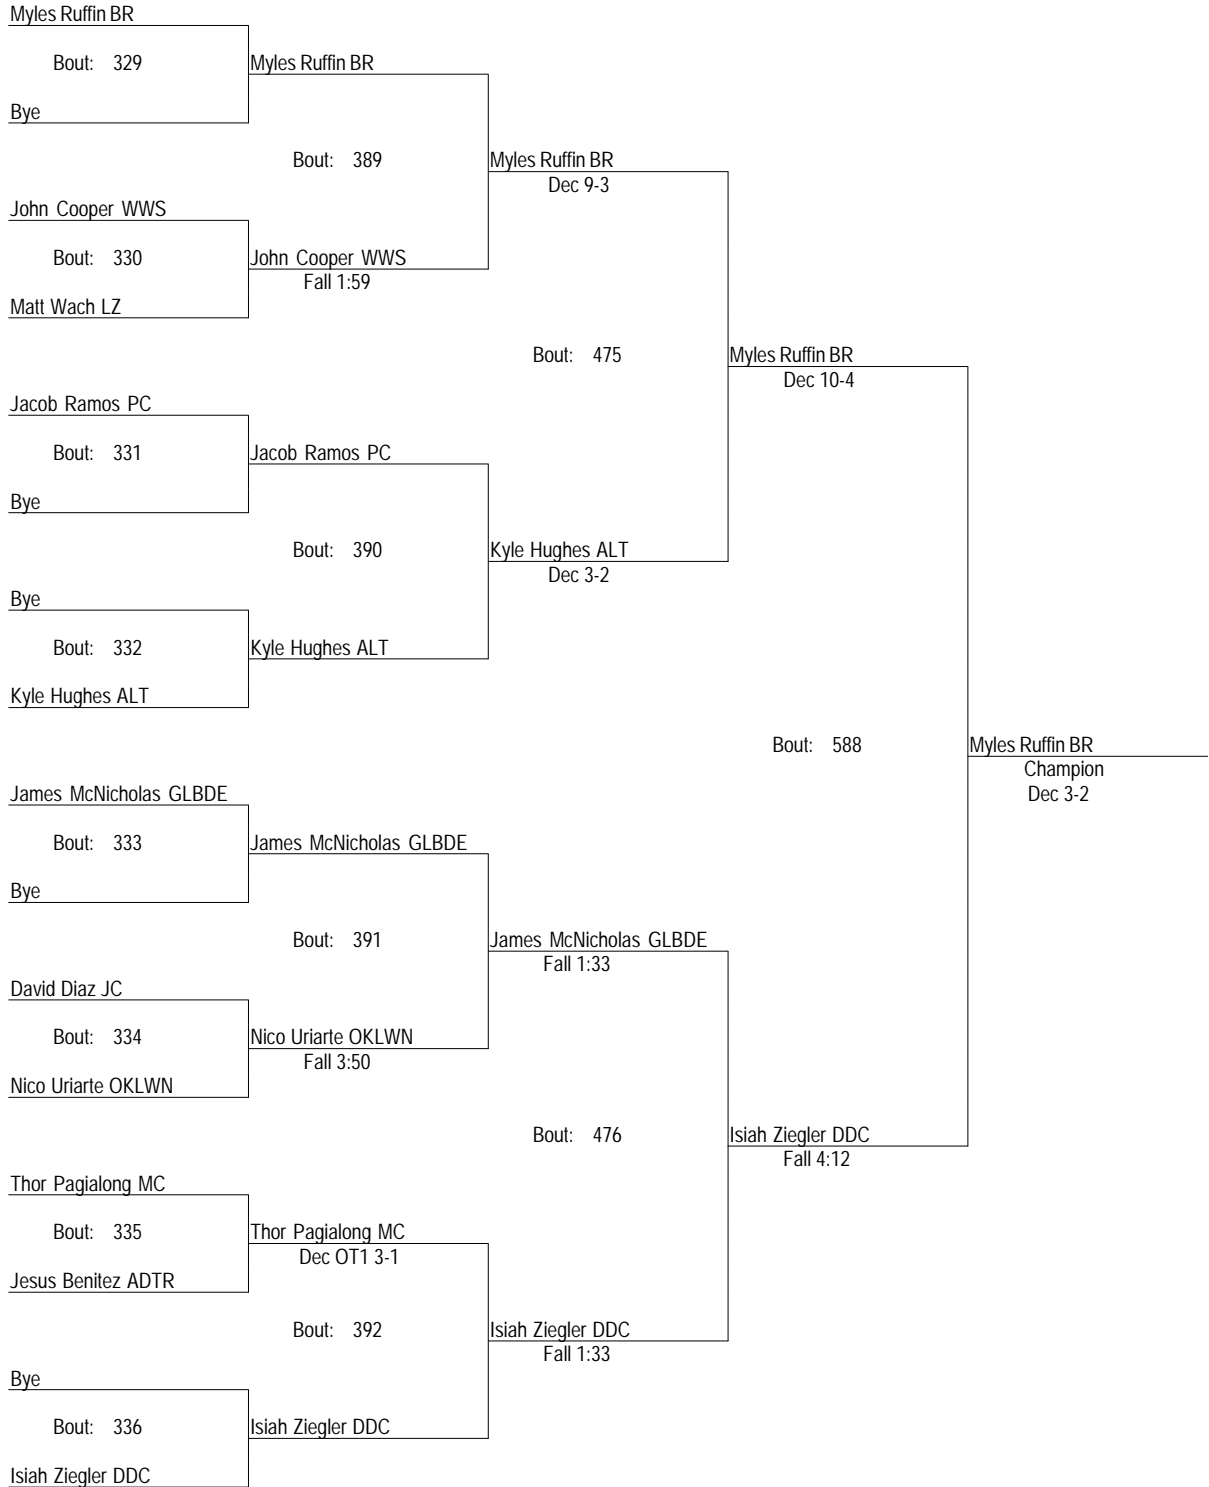 Myles Ruffin BR
Bout: 329
Myles Ruffin BR
Bye
Bout: 389
Myles Ruffin BR
Dec 9-3
John Cooper WWS
Bout: 330
John Cooper WWS
Fall 1:59
Matt Wach LZ
Bout: 475
Myles Ruffin BR
Dec 10-4
Jacob Ramos PC
Bout: 331
Jacob Ramos PC
Bye
Bout: 390
Kyle Hughes ALT
Dec 3-2
Bye
Bout: 332
Kyle Hughes ALT
Kyle Hughes ALT
Bout: 588
Myles Ruffin BR
Champion
Dec 3-2
James McNicholas GLBDE
Bout: 333
James McNicholas GLBDE
Bye
Bout: 391
James McNicholas GLBDE
Fall 1:33
David Diaz JC
Bout: 334
Nico Uriarte OKLWN
Fall 3:50
Nico Uriarte OKLWN
Bout: 476
Isiah Ziegler DDC
Fall 4:12
Thor Pagialong MC
Bout: 335
Thor Pagialong MC
Dec OT1 3-1
Jesus Benitez ADTR
Bout: 392
Isiah Ziegler DDC
Fall 1:33
Bye
Bout: 336
Isiah Ziegler DDC
Isiah Ziegler DDC